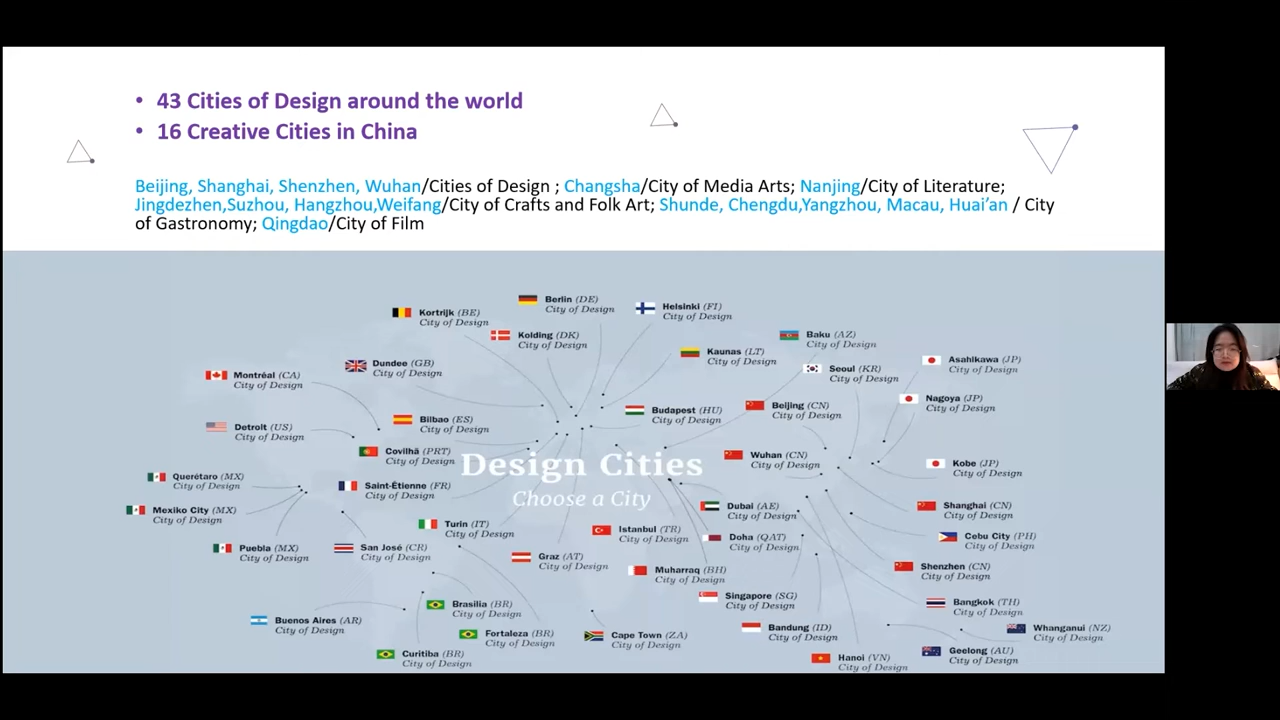 • 43 Cities of Design around the world
• 16 Creative Cities in China
Beijing, Shanghai, Shenzhen, Wuhan/Cities of Design ; Changsha/City of Media Arts; Nanjing/City of Literature;
Jingdezhen,Suzhou, Hangzhou,Weifang/City of Crafts and Folk Art; Shunde, Chengdu,Yangzhou, Macau, Huai’an / City
of Gastronomy; Qingdao/City of Film
Berlin (DE)
City of Design
Helsinki (FI)
City of Design
Kortrijk (BE)
City of Design
Kolding (DK)
City of Design
Baku (AZ)
City of Design
Kaunas (LT)
City of Design
Asahikawa (JP)
City of Design
Dundee (GB)
City of Design
Seoul (KR)
City of Design
Montréal (CA)
City of Design
Nagoya (JP)
City of Design
Budapest (HU)
City of Design
Beijing (CN)
City of Design
Bilbao (ES)
City of Design
Detroit (US)
City of Design
Covilhã (PRT)
City of Design
Wuhan (CN)
City of Design
Design Cities
Choose a City
Kobe (JP)
City of Design
Querétaro (MX)
City of Design
Saint-Étienne (FR)
City of Design
Dubai (AE)
City of Design
Shanghai (CN)
City of Design
Mexiko City (MX)
City of Design
Turin (IT)
City of Design
Istanbul (TR)
City of Design
Doha (QAT)
City of Design
Cebu City (PH)
City of Design
Puebla (MX)
City of Design
San José (CR)
City of Design
Graz (AT)
City of Design
Muharraq (BH)
City of Design
Shenzhen (CN)
City of Design
Singapore (SG)
City of Design
Bangkok (TH)
City of Design
Brasilia (BR)
City of Design
Buenos Aires (AR)
City of Design
Fortaleza (BR)
City of Design
Cape Town (ZA)
City of Design
Bandung (ID)
City of Design
Whanganui (NZ)
City of Design
Curitiba (BR)
City of Design
Hanoi (VN)
City of Design
Geelong (AU)
City of Design